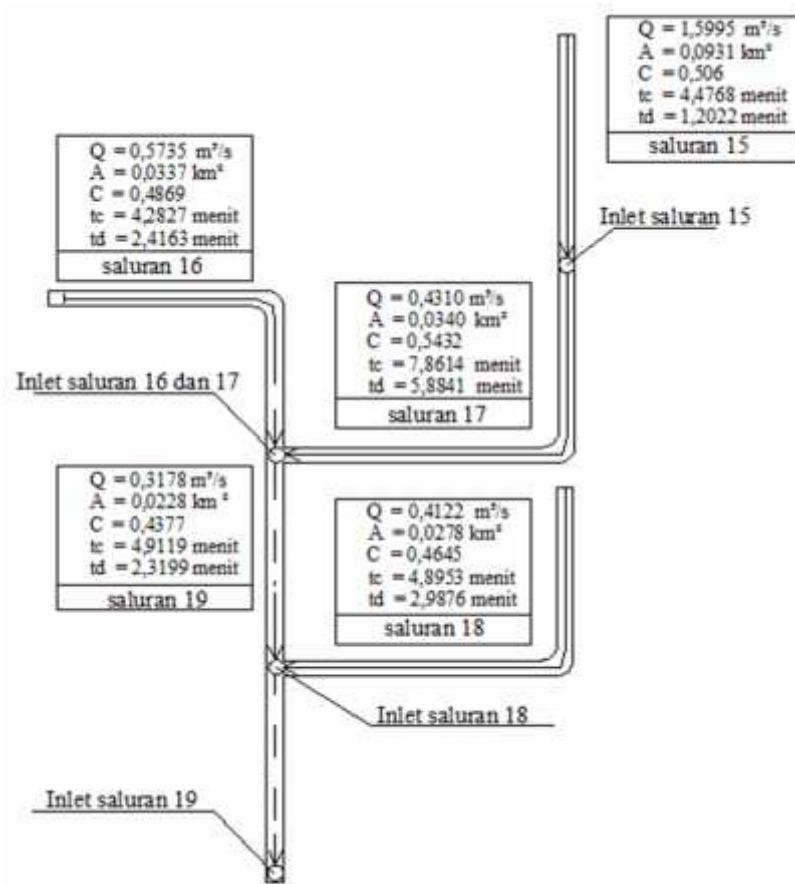 Q = 1,5995 m³/s
A = 0,0931 km²
C = 0,506
tc = 4,4768 menit
td = 1,2022 menit
saluran 15
Q = 0,5735 m³/s
A = 0,0337 km²
C = 0,4869
tc = 4,2827 menit
td = 2,4163 menit
saluran 16
Inlet saluran 15
Q = 0,4310 m³/s
A = 0,0340 km²
C = 0,5432
tc = 7,8614 menit
td = 5,8841 menit
saluran 17
Inlet saluran 16 dan 17
Q = 0,3178 m³/s
A = 0,0228 km²
C = 0,4377
tc = 4,9119 menit
td = 2,3199 menit
saluran 19
Q = 0,4122 m³/s
A = 0,0278 km²
C = 0,4645
tc = 4,8953 menit
td = 2,9876 menit
saluran 18
Inlet saluran 18
Inlet saluran 19